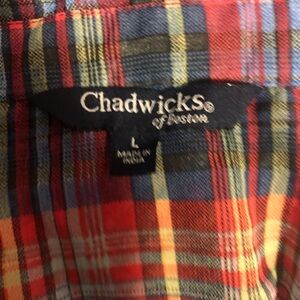 Chadwicks®
of Boston
L
MADE IN
INDIA